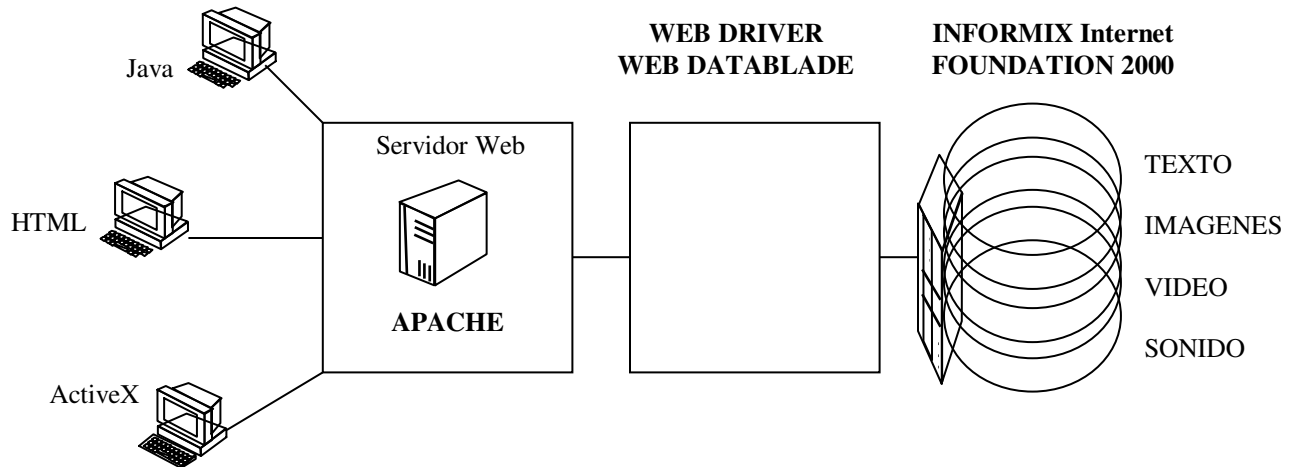 Java
HTML
ActiveX
Servidor Web
APACHE
WEB DRIVER
WEB DATABLADE
INFORMIX Internet
FOUNDATION 2000
TEXTO
IMAGENES
VIDEO
SONIDO